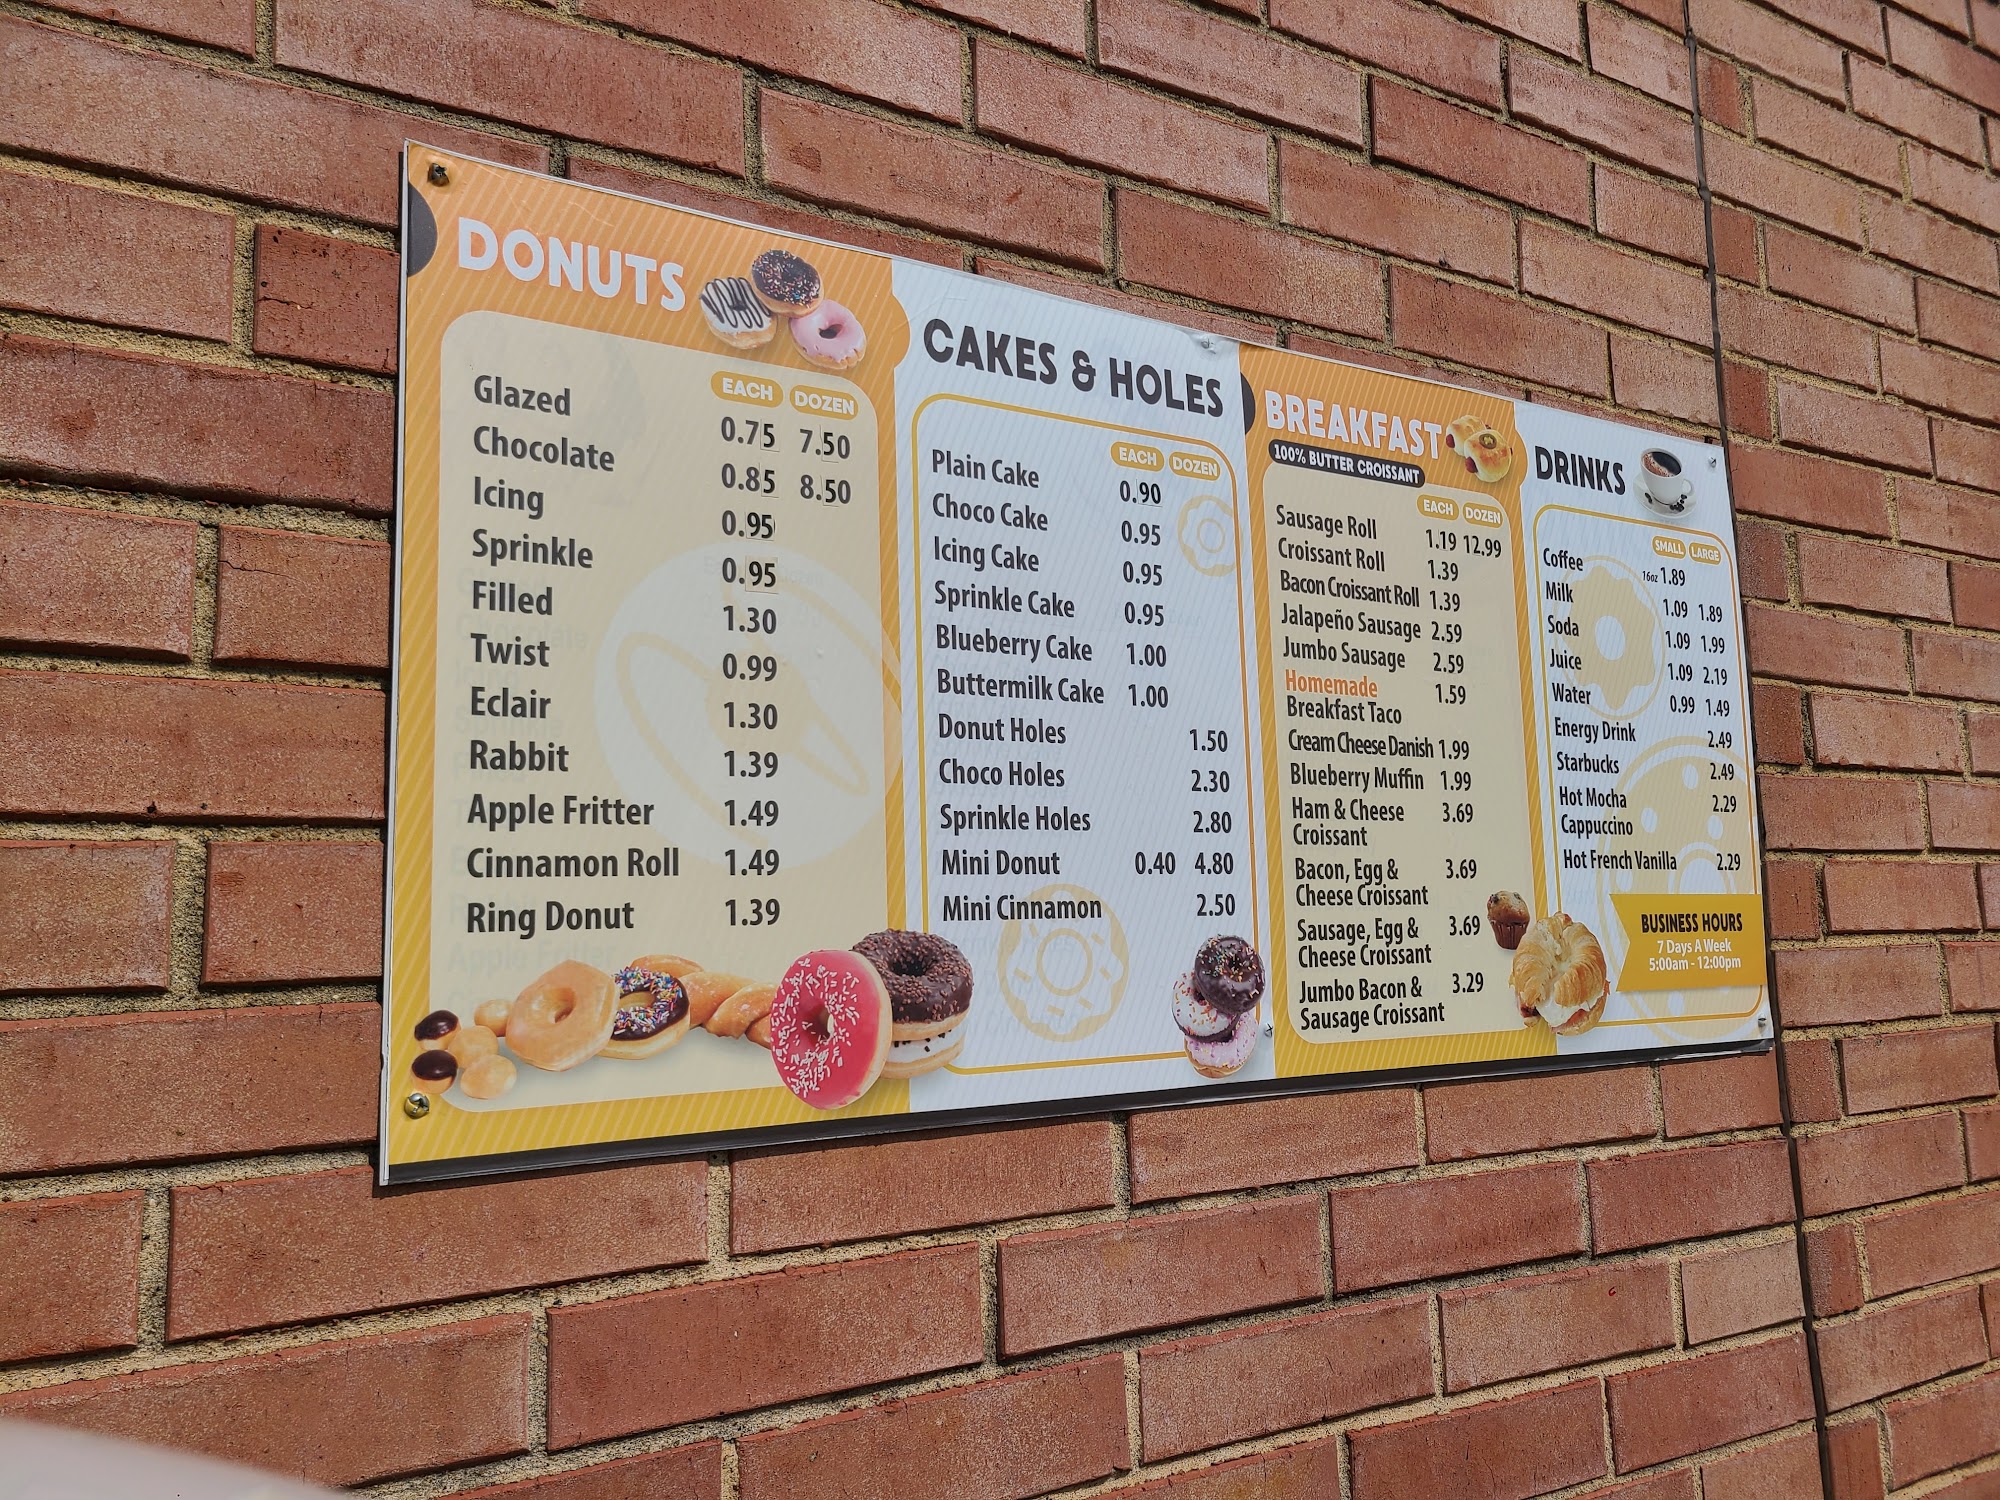 DONUTS
EACH DOZEN
Glazed 0.75 7.50
Chocolate 0.85 8.50
Icing 0.95
Sprinkle 0.95
Filled 1.30
Twist 0.99
Eclair 1.30
Rabbit 1.39
Apple Fritter 1.49
Cinnamon Roll 1.49
Ring Donut 1.39
CAKES & HOLES
EACH DOZEN
Plain Cake 0.90
Choco Cake 0.95
Icing Cake 0.95
Sprinkle Cake 0.95
Blueberry Cake 1.00
Buttermilk Cake 1.00
Donut Holes 1.50
Choco Holes 2.30
Sprinkle Holes 2.80
Mini Donut 0.40 4.80
Mini Cinnamon 2.50
BREAKFAST
100% BUTTER CROISSANT
EACH DOZEN
Sausage Roll 1.19 12.99
Croissant Roll 1.39
Bacon Croissant Roll 1.39
Jalapeño Sausage 2.59
Jumbo Sausage 2.59
Homemade 1.59
Breakfast Taco
Cream Cheese Danish 1.99
Blueberry Muffin 1.99
Ham & Cheese 3.69
Croissant
Bacon, Egg & 3.69
Cheese Croissant
Sausage, Egg & 3.69
Cheese Croissant
Jumbo Bacon & 3.29
Sausage Croissant
DRINKS
SMALL LARGE
Coffee 16oz 1.89
Milk 1.09 1.89
Soda 1.09 1.99
Juice 1.09 2.19
Water 0.99 1.49
Energy Drink 2.49
Starbucks 2.49
Hot Mocha 2.29
Cappuccino
Hot French Vanilla 2.29
BUSINESS HOURS
7 Days A Week
5:00am - 12:00pm